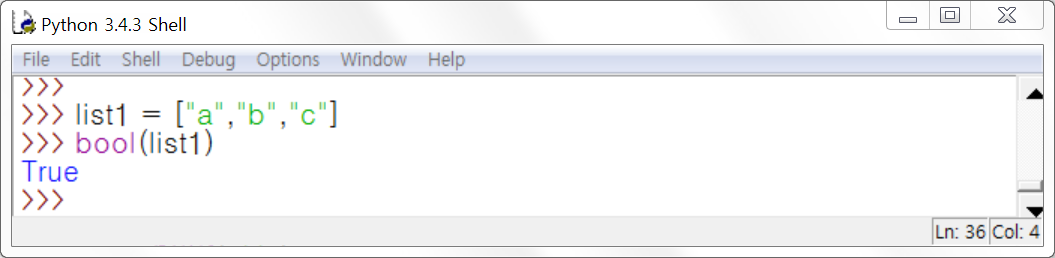 Python 3.4.3 Shell
File Edit Shell Debug Options Window Help
>>>
>>> list1 = ["a","b","c"]
>>> bool(list1)
True
>>>
Ln: 36 Col: 4